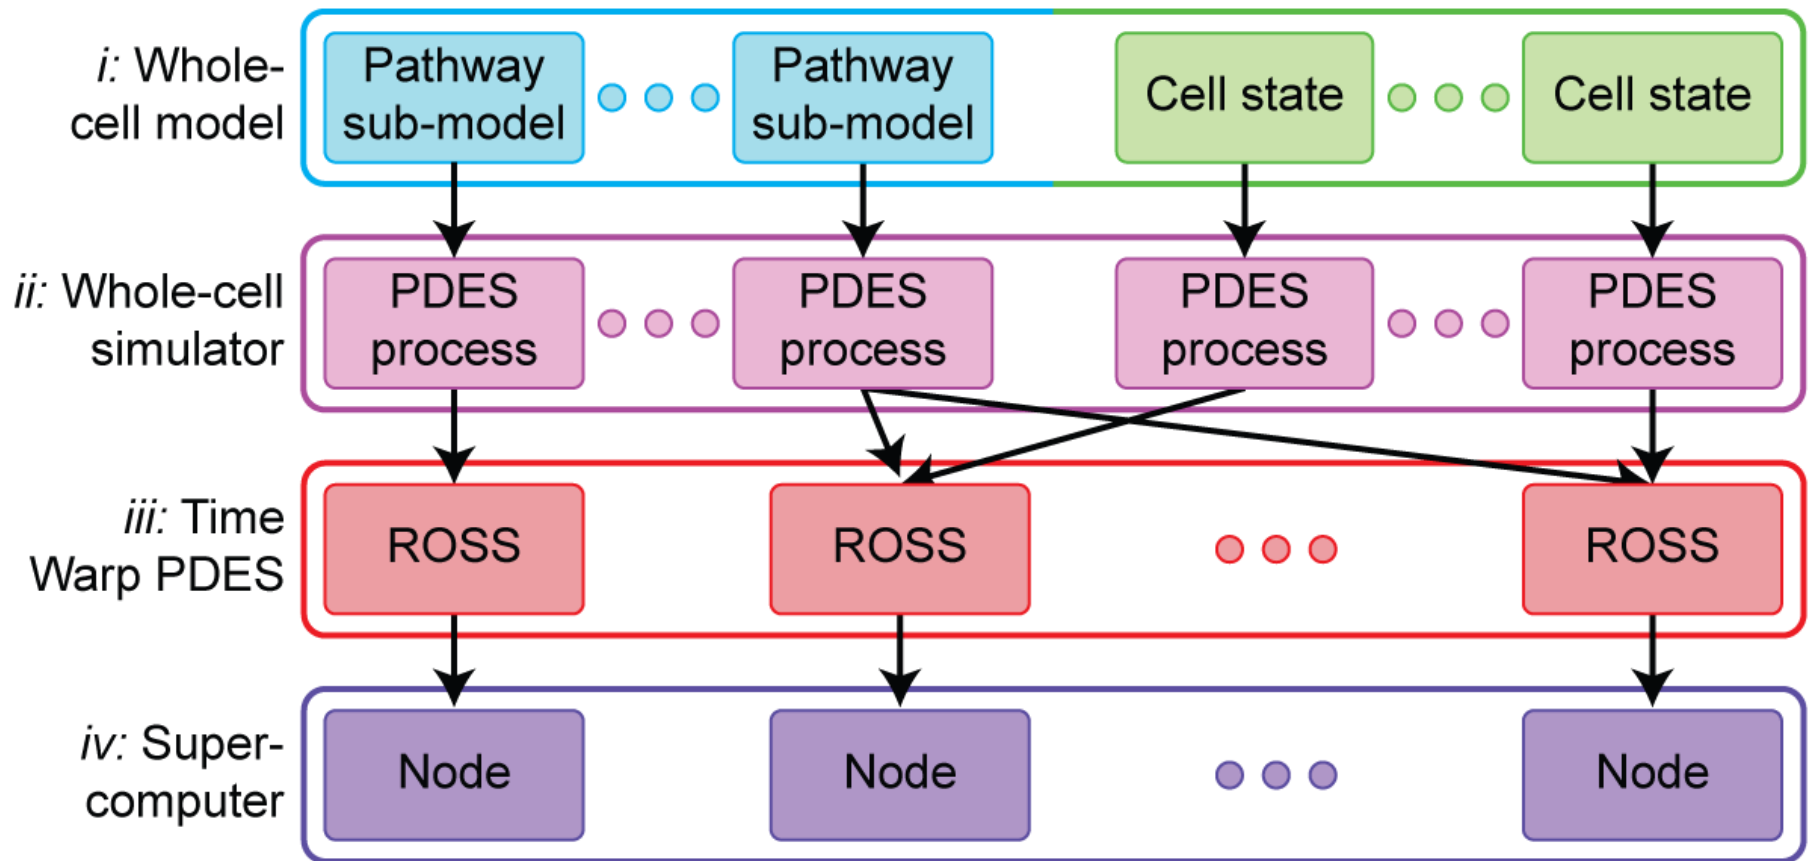 i: Whole-
cell model
Pathway
sub-model
Pathway
sub-model
Cell state
Cell state
ii: Whole-cell
simulator
PDES
process
PDES
process
PDES
process
PDES
process
iii: Time
Warp PDES
ROSS
ROSS
ROSS
iv: Super-
computer
Node
Node
Node